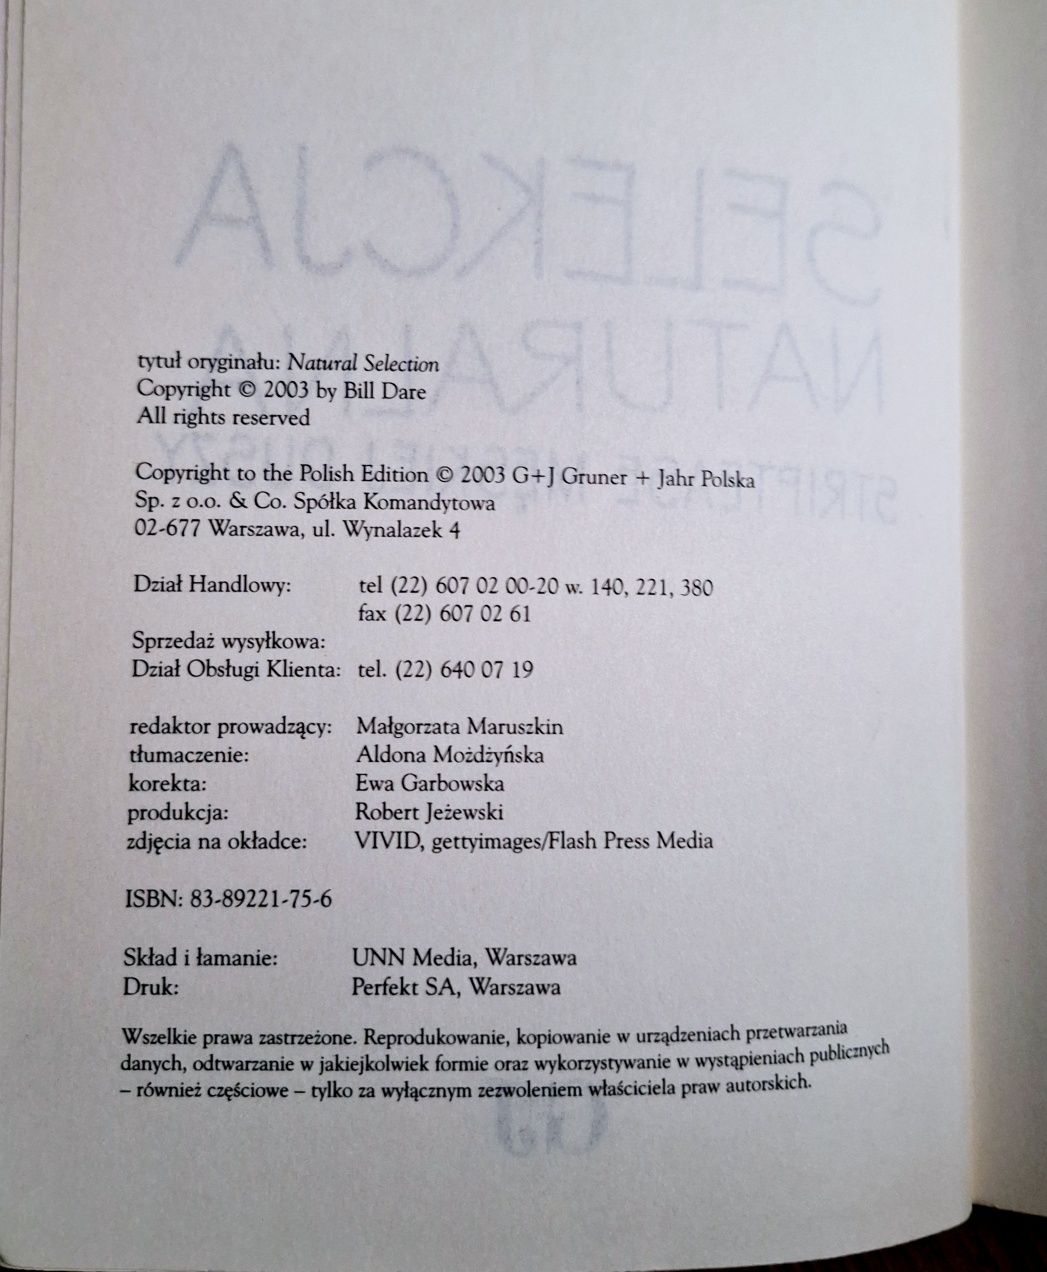 SELEKCJA
NATURALNA
STRIPTEASE MĘSKIEJ DUSZY
tytuł oryginału: Natural Selection
Copyright © 2003 by Bill Dare
All rights reserved
Copyright to the Polish Edition © 2003 G+J Gruner + Jahr Polska
Sp. z o.o. & Co. Spółka Komandytowa
02-677 Warszawa, ul. Wynalazek 4
Dział Handlowy: tel (22) 607 02 00-20 w. 140, 221, 380
fax (22) 607 02 61
Sprzedaż wysyłkowa:
Dział Obsługi Klienta: tel. (22) 640 07 19
redaktor prowadzący: Małgorzata Maruszkin
tłumaczenie: Aldona Możdżyńska
korekta: Ewa Garbowska
produkcja: Robert Jeżewski
zdjęcia na okładce: VIVID, gettyimages/Flash Press Media
ISBN: 83-89221-75-6
Skład i łamanie: UNN Media, Warszawa
Druk: Perfekt SA, Warszawa
Wszelkie prawa zastrzeżone. Reprodukowanie, kopiowanie w urządzeniach przetwarzania
danych, odtwarzanie w jakiejkolwiek formie oraz wykorzystywanie w wystąpieniach publicznych
– również częściowe – tylko za wyłącznym zezwoleniem właściciela praw autorskich.